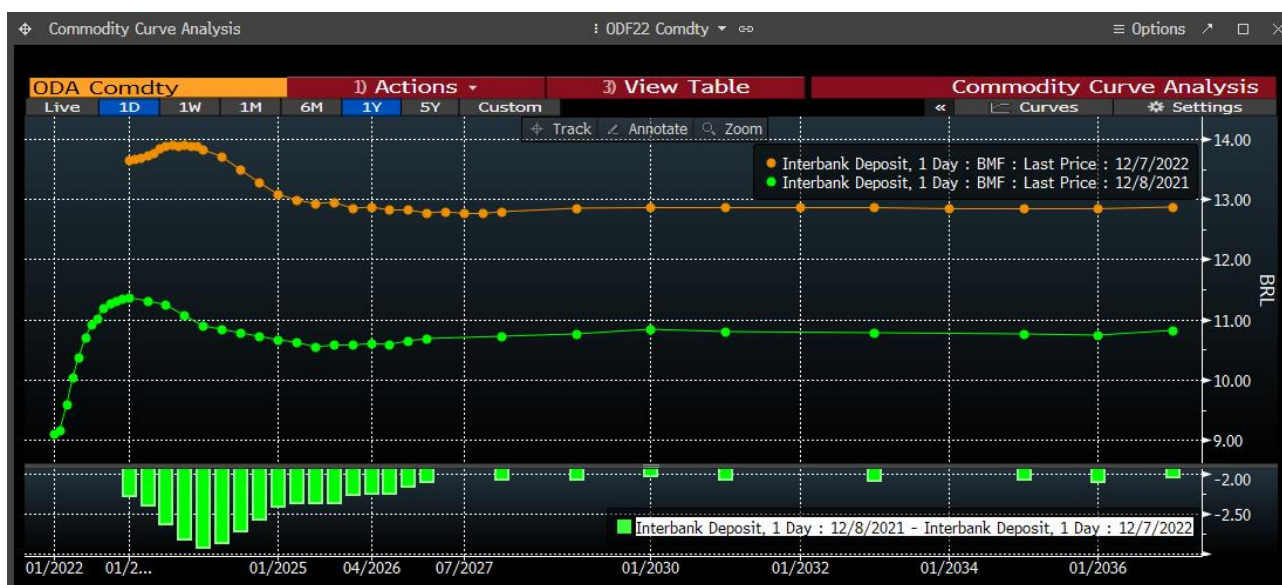 Commodity Curve Analysis
ODF22 Comdty
Options
ODA Comdty
1) Actions
3) View Table
Commodity Curve Analysis
Live 1D 1W 1M 6M 1Y 5Y Custom
« Curves
Settings
Track Annotate Zoom
Interbank Deposit, 1 Day : BMF : Last Price : 12/7/2022
Interbank Deposit, 1 Day : BMF : Last Price : 12/8/2021
14.00
13.00
12.00
11.00
10.00
9.00
BRL
-2.00
-2.50
Interbank Deposit, 1 Day : 12/8/2021 - Interbank Deposit, 1 Day : 12/7/2022
01/2022 01/2... 01/2025 04/2026 07/2027 01/2030 01/2032 01/2034 01/2036